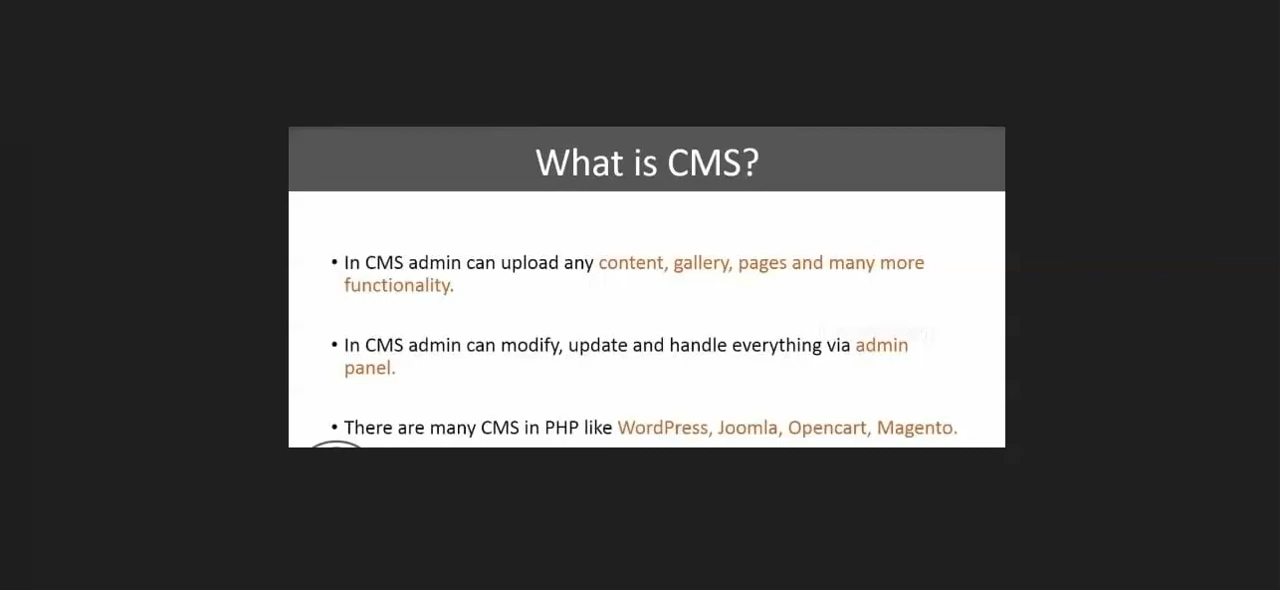 What is CMS?
• In CMS admin can upload any content, gallery, pages and many more
functionality.
• In CMS admin can modify, update and handle everything via admin
panel.
• There are many CMS in PHP like WordPress, Joomla, Opencart, Magento.